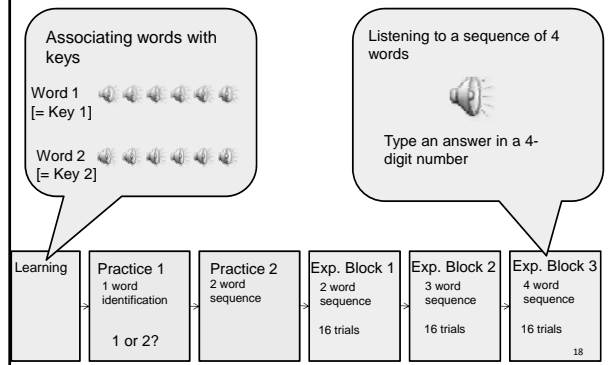 Associating words with
keys
Word 1
[= Key 1]
Word 2
[= Key 2]
Listening to a sequence of 4
words
Type an answer in a 4-
digit number
Learning
Practice 1
1 word
identification
1 or 2?
Practice 2
2 word
sequence
Exp. Block 1
2 word
sequence
16 trials
Exp. Block 2
3 word
sequence
16 trials
Exp. Block 3
4 word
sequence
16 trials
18